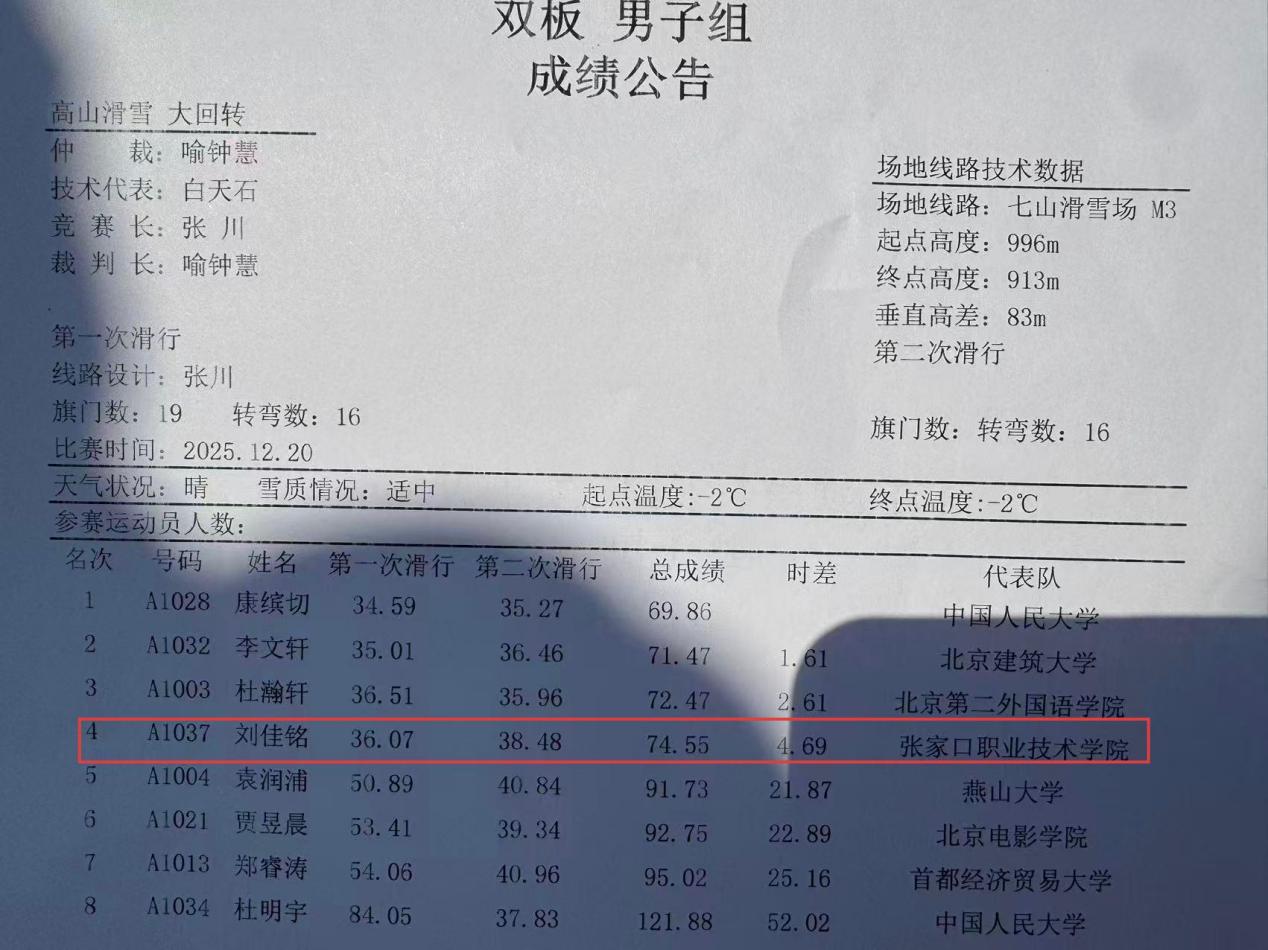 双板 男子组
成绩公告
高山滑雪 大回转
仲 裁：喻钟慧
技术代表：白天石
竞 赛 长：张 川
裁 判 长：喻钟慧
场地线路技术数据
场地线路：七山滑雪场 M3
起点高度：996m
终点高度：913m
垂直高差：83m
第二次滑行
第一次滑行
线路设计：张川
旗门数：19 转弯数：16
旗门数：转弯数：16
比赛时间：2025.12.20
天气状况：晴 雪质情况：适中 起点温度:-2℃ 终点温度:-2℃
参赛运动员人数：
名次 号码 姓名 第一次滑行 第二次滑行 总成绩 时差 代表队
1 A1028 康缤切 34.59 35.27 69.86 中国人民大学
2 A1032 李文轩 35.01 36.46 71.47 1.61 北京建筑大学
3 A1003 杜瀚轩 36.51 35.96 72.47 2.61 北京第二外国语学院
4 A1037 刘佳铭 36.07 38.48 74.55 4.69 张家口职业技术学院
5 A1004 袁润浦 50.89 40.84 91.73 21.87 燕山大学
6 A1021 贾昱晨 53.41 39.34 92.75 22.89 北京电影学院
7 A1013 郑睿涛 54.06 40.96 95.02 25.16 首都经济贸易大学
8 A1034 杜明宇 84.05 37.83 121.88 52.02 中国人民大学